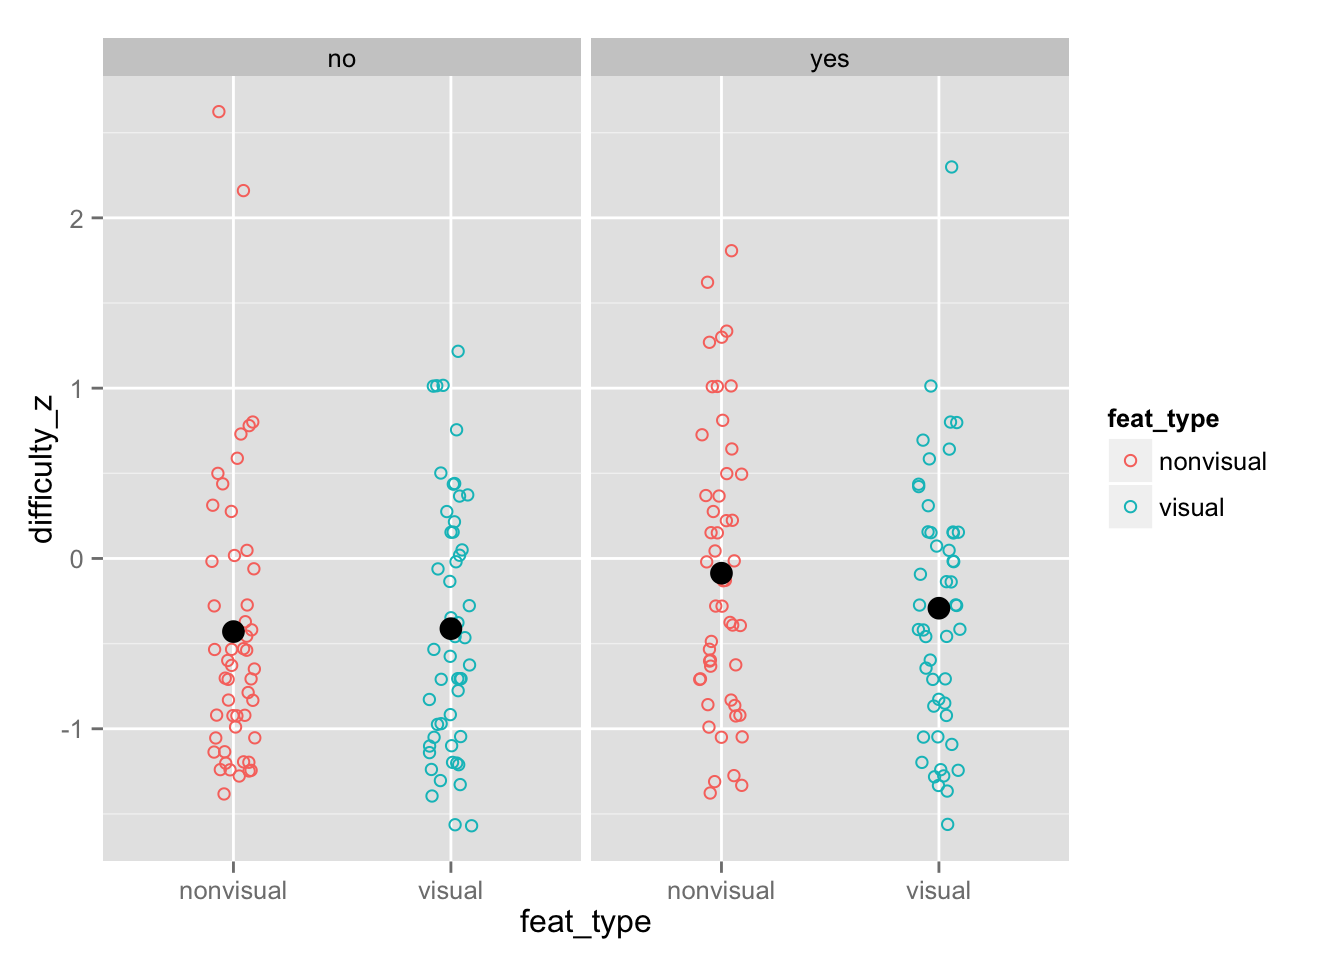 no
yes
difficulty_z
2
1
0
-1
nonvisual
visual
nonvisual
visual
feat_type
feat_type
nonvisual
visual